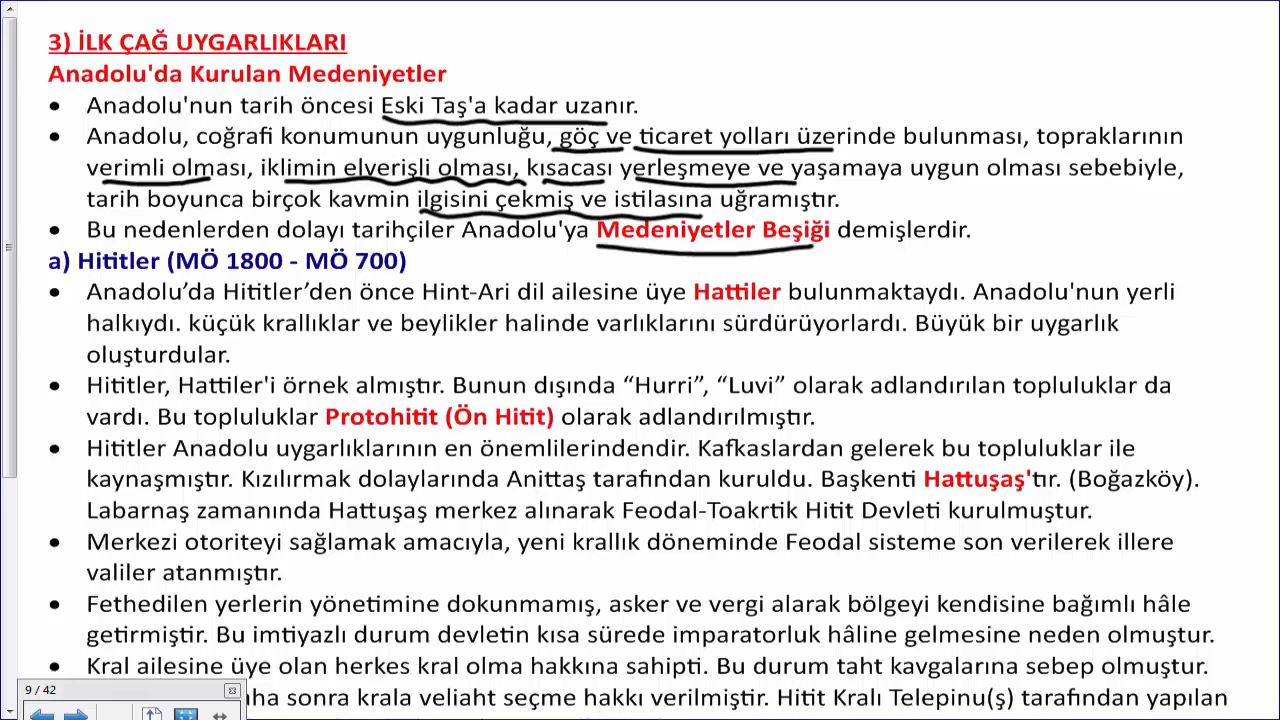 3) İLK ÇAĞ UYGARLIKLARI
Anadolu'da Kurulan Medeniyetler
• Anadolu'nun tarih öncesi Eski Taş'a kadar uzanır.
• Anadolu, coğrafi konumunun uygunluğu, göç ve ticaret yolları üzerinde bulunması, topraklarının
verimli olması, iklimin elverişli olması, kısacası yerleşmeye ve yaşamaya uygun olması sebebiyle,
tarih boyunca birçok kavmin ilgisini çekmiş ve istilasına uğramıştır.
• Bu nedenlerden dolayı tarihçiler Anadolu'ya Medeniyetler Beşiği demişlerdir.
a) Hititler (MÖ 1800 - MÖ 700)
• Anadolu’da Hititler’den önce Hint-Ari dil ailesine üye Hattiler bulunmaktaydı. Anadolu'nun yerli
halkıydı. küçük krallıklar ve beylikler halinde varlıklarını sürdürüyorlardı. Büyük bir uygarlık
oluşturdular.
• Hititler, Hattiler'i örnek almıştır. Bunun dışında “Hurri”, “Luvi” olarak adlandırılan topluluklar da
vardı. Bu topluluklar Protohitit (Ön Hitit) olarak adlandırılmıştır.
• Hititler Anadolu uygarlıklarının en önemlilerindendir. Kafkaslardan gelerek bu topluluklar ile
kaynaşmıştır. Kızılırmak dolaylarında Anittaş tarafından kuruldu. Başkenti Hattuşaş'tır. (Boğazköy).
Labarnaş zamanında Hattuşaş merkez alınarak Feodal-Toakrtik Hitit Devleti kurulmuştur.
• Merkezi otoriteyi sağlamak amacıyla, yeni krallık döneminde Feodal sisteme son verilerek illere
valiler atanmıştır.
• Fethedilen yerlerin yönetimine dokunmamış, asker ve vergi alarak bölgeyi kendisine bağımlı hâle
getirmiştir. Bu imtiyazlı durum devletin kısa sürede imparatorluk hâline gelmesine neden olmuştur.
• Kral ailesine üye olan herkes kral olma hakkına sahipti. Bu durum taht kavgalarına sebep olmuştur.
sonra krala veliaht seçme hakkı verilmiştir. Hitit Kralı Telepinu(ş) tarafından yapılan
9 / 42